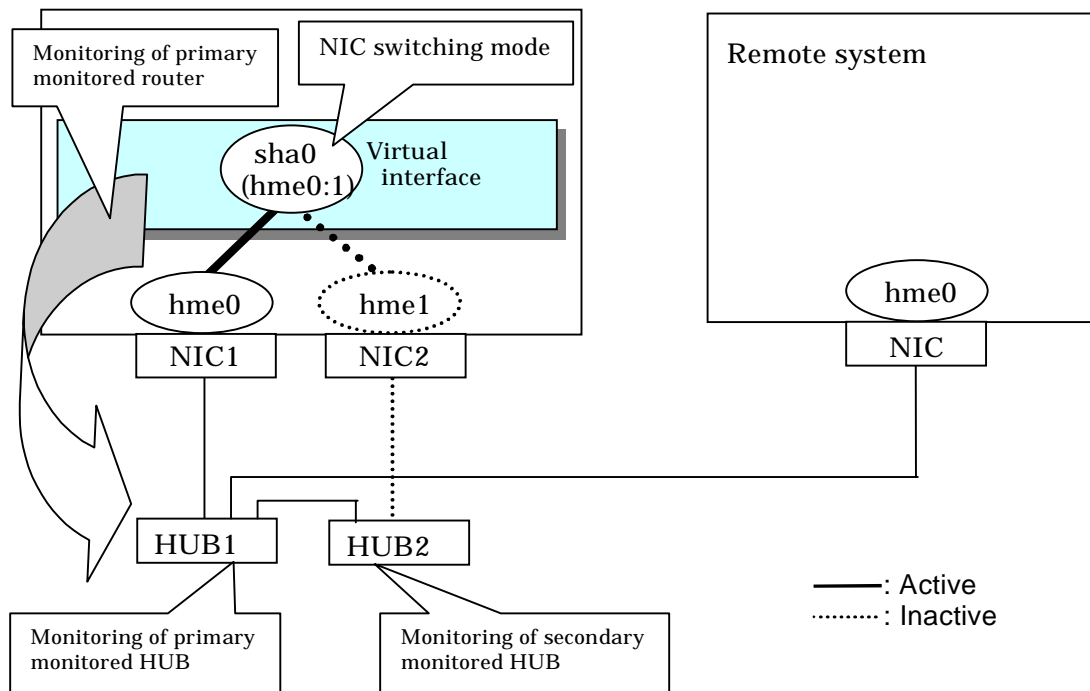 Monitoring of primary
monitored router
NIC switching mode
Remote system
sha0
(hme0:1)
Virtual
interface
hme0
hme1
hme0
NIC1
NIC2
NIC
HUB1
HUB2
: Active
: Inactive
Monitoring of primary
monitored HUB
Monitoring of secondary
monitored HUB